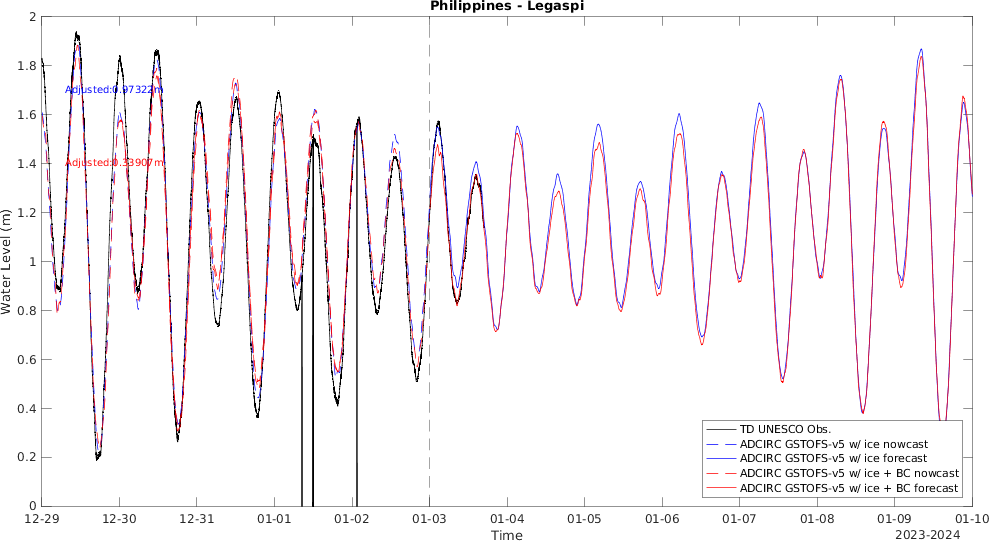 Philippines - Legaspi
2
1.8
1.6
1.4
1.2
1
0.8
0.6
0.4
0.2
0
Water Level (m)
Adjusted:0.97322m
Adjusted:0.33907m
TD UNESCO Obs.
ADCIRC GSTOFS-v5 w/ ice nowcast
ADCIRC GSTOFS-v5 w/ ice forecast
ADCIRC GSTOFS-v5 w/ ice + BC nowcast
ADCIRC GSTOFS-v5 w/ ice + BC forecast
12-29 12-30 12-31 01-01 01-02 01-03 01-04 01-05 01-06 01-07 01-08 01-09 01-10
Time
2023-2024